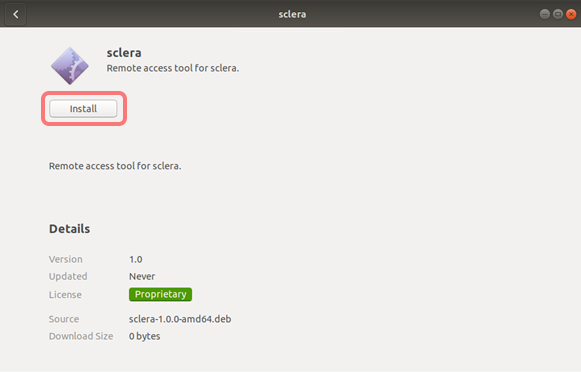 sclera
sclera
Remote access tool for sclera.
Install
Remote access tool for sclera.
Details
Version 1.0
Updated Never
License Proprietary
Source sclera-1.0.0-amd64.deb
Download Size 0 bytes